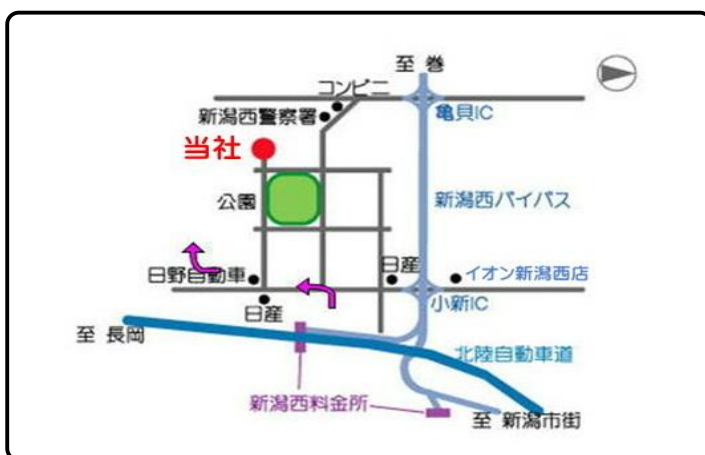 至 巻
コンビニ
新潟西警察署
亀貝IC
当社
公園
新潟西バイパス
日野自動車
日産
イオン新潟西店
日産
小新IC
至 長岡
北陸自動車道
新潟西料金所
至 新潟市街